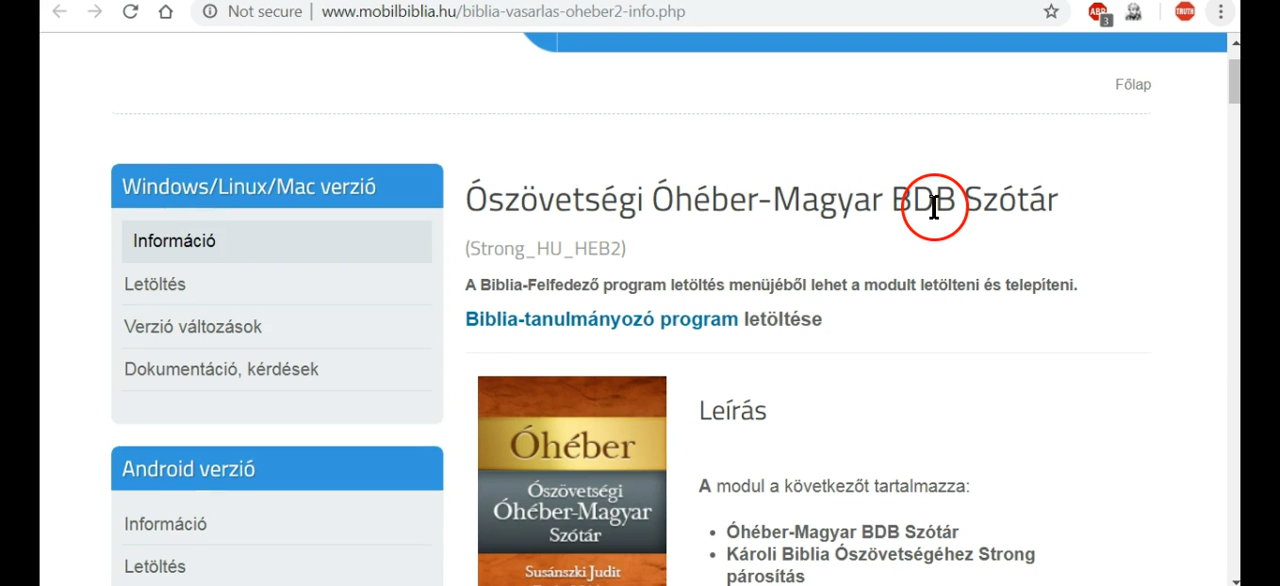 Not secure | www.mobilbiblia.hu/biblia-vasarlas-oheber2-info.php
ABP
3
TRUTH
Főlap
Windows/Linux/Mac verzió
Információ
Letöltés
Verzió változások
Dokumentáció, kérdések
Android verzió
Információ
Letöltés
Ószövetségi Óhéber-Magyar BDB Szótár
(Strong_HU_HEB2)
A Biblia-Felfedező program letöltés menüjéből lehet a modult letölteni és telepíteni.
Biblia-tanulmányozó program letöltése
Óhéber
Ószövetségi
Óhéber-Magyar
Szótár
Susánszki Judit
Leírás
A modul a következőt tartalmazza:
• Óhéber-Magyar BDB Szótár
• Károli Biblia Ószövetségéhez Strong
párosítás